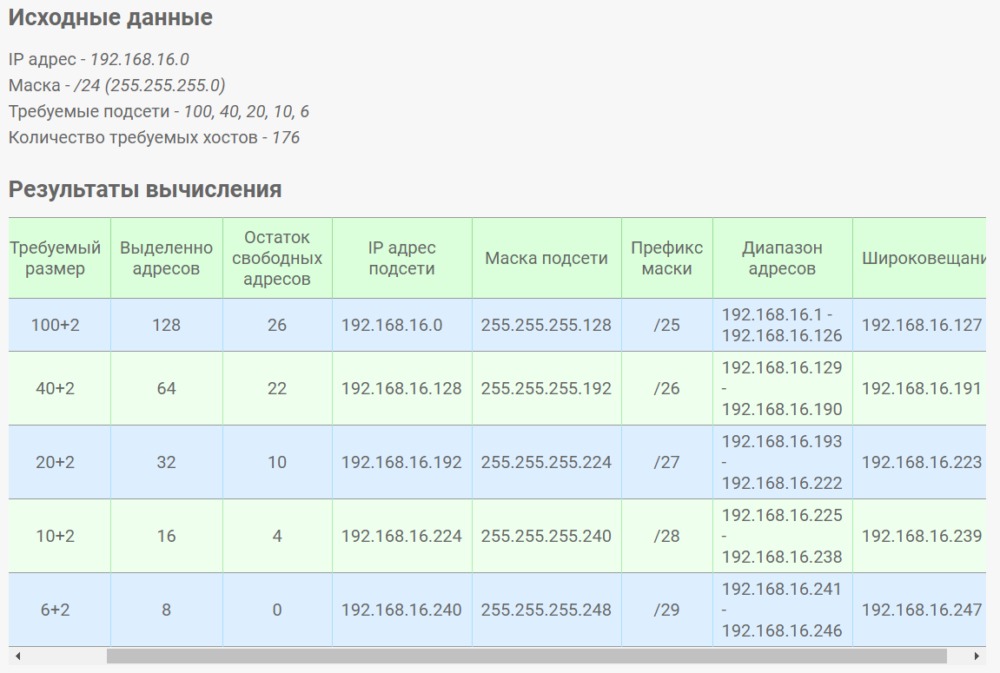 Исходные данные
IP адрес - 192.168.16.0
Маска - /24 (255.255.255.0)
Требуемые подсети - 100, 40, 20, 10, 6
Количество требуемых хостов - 176
Результаты вычисления
Требуемый размер Выделенно адресов Остаток свободных адресов IP адрес подсети Маска подсети Префикс маски Диапазон адресов Широковещани
100+2 128 26 192.168.16.0 255.255.255.128 /25 192.168.16.1 - 192.168.16.126 192.168.16.127
40+2 64 22 192.168.16.128 255.255.255.192 /26 192.168.16.129 - 192.168.16.190 192.168.16.191
20+2 32 10 192.168.16.192 255.255.255.224 /27 192.168.16.193 - 192.168.16.222 192.168.16.223
10+2 16 4 192.168.16.224 255.255.255.240 /28 192.168.16.225 - 192.168.16.238 192.168.16.239
6+2 8 0 192.168.16.240 255.255.255.248 /29 192.168.16.241 - 192.168.16.246 192.168.16.247